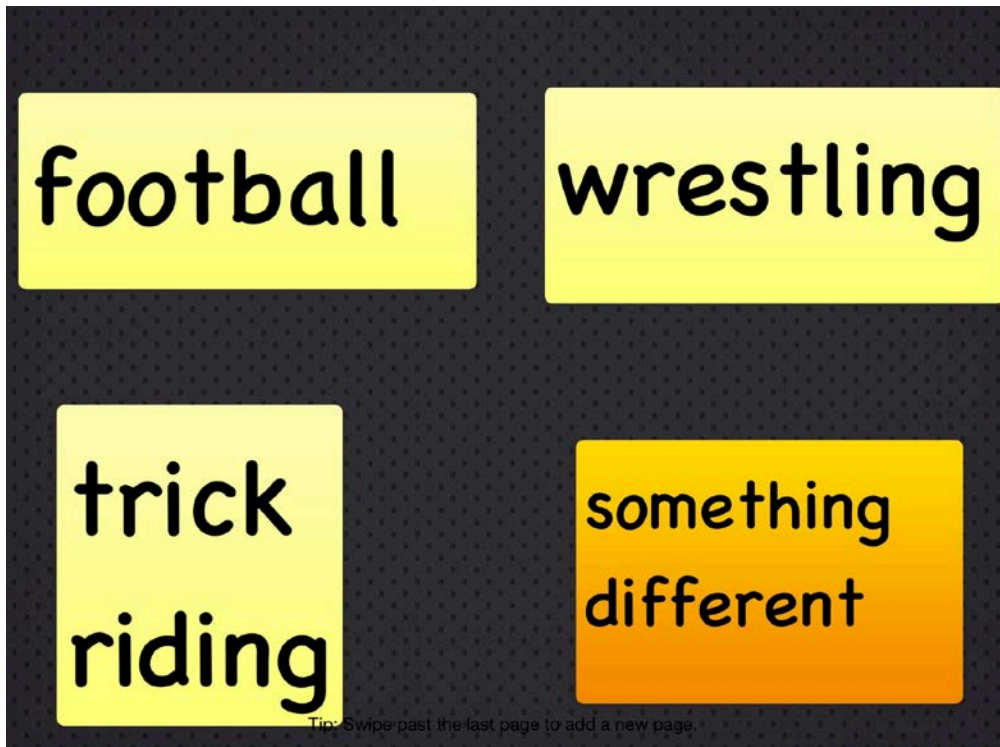 football
wrestling
trick
riding
something
different
Tip: Swipe past the last page to add a new page.